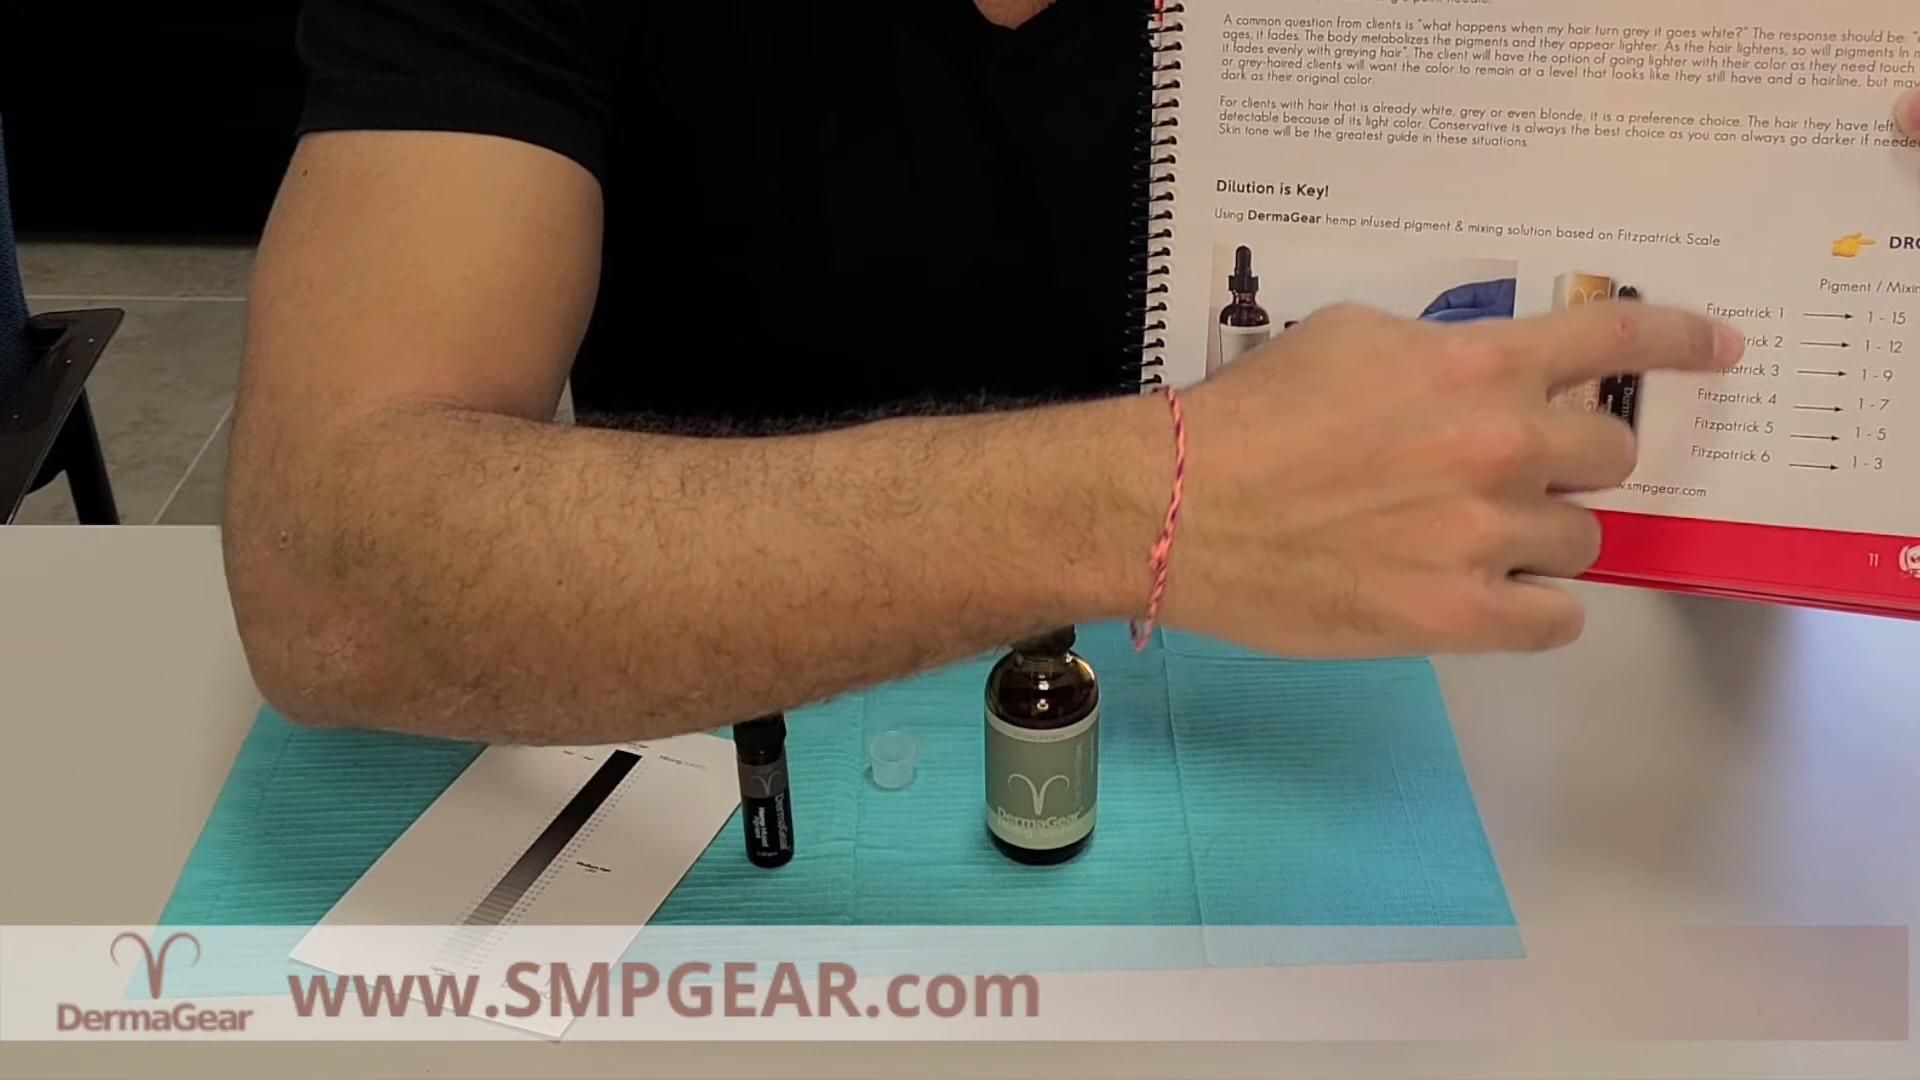 A common question from clients is "what happens when my hair turn grey it goes white?" The response should be: "
ages, it fades. The body metabolizes the pigments and they appear lighter. As the hair lightens, so will pigments In
it fades evenly with greying hair". The client will have the option of going lighter with their color as they need touch
or grey-haired clients will want the color to remain at a level that looks like they still have and a hairline, but may
dark as their original color.
For clients with hair that is already white, grey or even blonde, it is a preference choice. The hair they have left
detectable because of its light color. Conservative is always the best choice as you can always go darker if neede
Skin tone will be the greatest guide in these situations.
Dilution is Key!
Using DermaGear hemp infused pigment & mixing solution based on Fitzpatrick Scale
DRO
Pigment / Mixin
Fitzpatrick 1 1 - 15
trick 2 1 - 12
patrick 3 1 - 9
Fitzpatrick 4 1 - 7
Fitzpatrick 5 1 - 5
Fitzpatrick 6 1 - 3
.smpgear.com
11
DermaGear
DermaGear
DermaGear
www.SMPGEAR.com